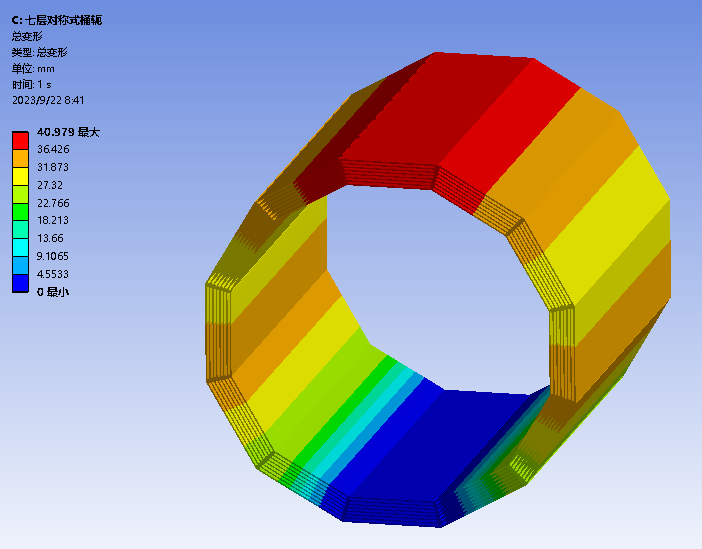 C: 七层对称式桶轭
总变形
类型: 总变形
单位: mm
时间: 1 s
2023/9/22 8:41
40.979 最大
36.426
31.873
27.32
22.766
18.213
13.66
9.1065
4.5533
0 最小